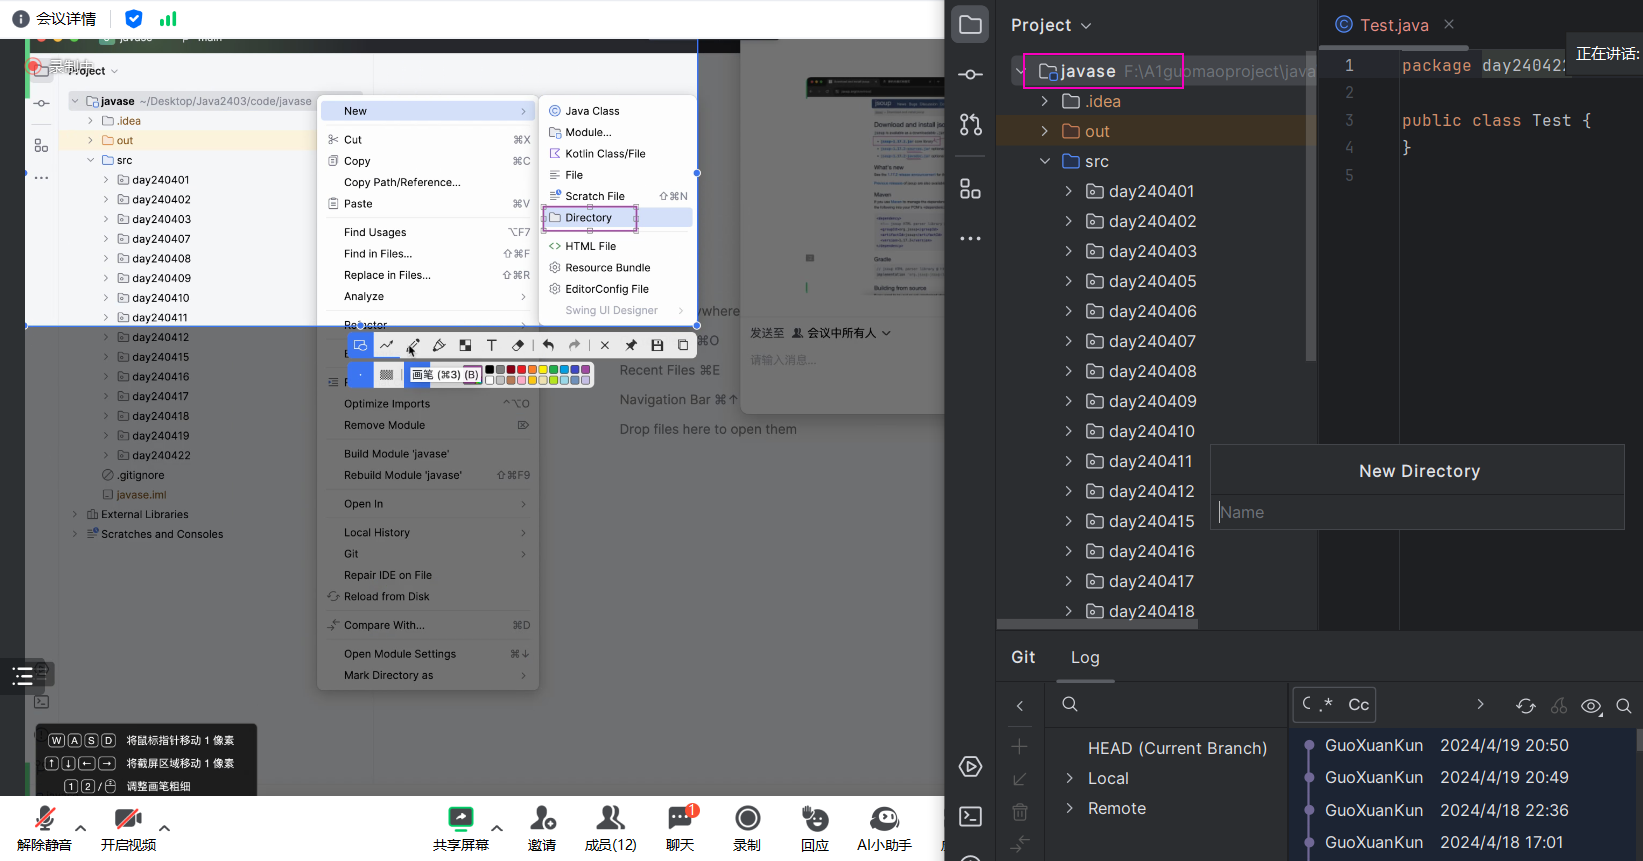 会议详情
录制中
Project
javase ~/Desktop/Java2403/code/javase
.idea
out
src
day240401
day240402
day240403
day240407
day240408
day240409
day240410
day240411
day240412
day240415
day240416
day240417
day240418
day240419
day240422
.gitignore
javase.iml
External Libraries
Scratches and Consoles
New
Cut ⌘X
Copy ⌘C
Copy Path/Reference...
Paste ⌘V
Find Usages ⌥F7
Find in Files... ⇧⌘F
Replace in Files... ⇧⌘R
Analyze
Refactor
Optimize Imports ^⌥O
Remove Module ⌦
Build Module 'javase'
Rebuild Module 'javase' ⇧⌘F9
Open In
Local History
Git
Repair IDE on File
Reload from Disk
Compare With... ⌘D
Open Module Settings ⌘↓
Mark Directory as
Java Class
Module...
Kotlin Class/File
File
Scratch File ⇧⌘N
Directory
HTML File
Resource Bundle
EditorConfig File
Swing UI Designer
画笔 (⌘3) (B)
Recent Files ⌘E
Navigation Bar ⌘↑
Drop files here to open them
Download and install
What's new
Maven
Gradle
Building from source
发送至 会议中所有人
请输入消息...
W A S D 将鼠标指针移动 1 像素
↑ ↓ ← → 将截屏区域移动 1 像素
1 2 / 调整画笔粗细
解除静音
开启视频
共享屏幕
邀请
成员(12)
1
聊天
录制
回应
AI小助手
Project
javase F:\A1guomaoproject\java
.idea
out
src
day240401
day240402
day240403
day240405
day240406
day240407
day240408
day240409
day240410
day240411
day240412
day240415
day240416
day240417
day240418
Test.java
正在讲话:
1 package day240422
2
3 public class Test {
4 }
5
New Directory
Name
Git Log
.* Cc
HEAD (Current Branch)
Local
Remote
GuoXuanKun 2024/4/19 20:50
GuoXuanKun 2024/4/19 20:49
GuoXuanKun 2024/4/18 22:36
GuoXuanKun 2024/4/18 17:01